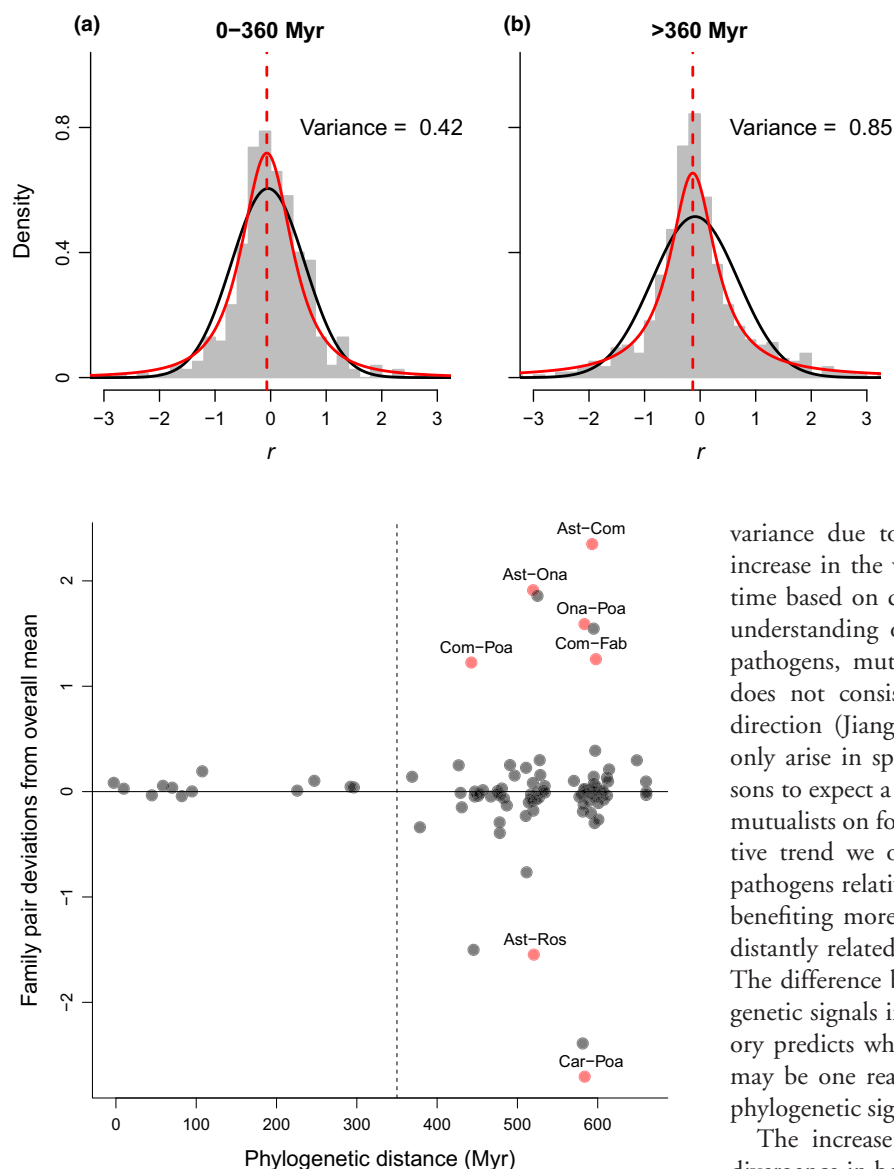 (a)
0−360 Myr
(b)
>360 Myr
Variance = 0.42
Variance = 0.85
Density
0
0.4
0.8
−3 −2 −1 0 1 2 3
r
−3 −2 −1 0 1 2 3
r
Family pair deviations from overall mean
2
1
0
−1
−2
Ast−Com
Ast−Ona
Ona−Poa
Com−Poa
Com−Fab
Ast−Ros
Car−Poa
0 100 200 300 400 500 600
Phylogenetic distance (Myr)
variance due to
increase in the
time based on
understanding
pathogens, mut
does not consis
direction (Jiang
only arise in sp
sons to expect a
mutualists on fo
tive trend we
pathogens relati
benefiting more
distantly related
The difference
genetic signals
ory predicts wh
may be one rea
phylogenetic sig
The increase